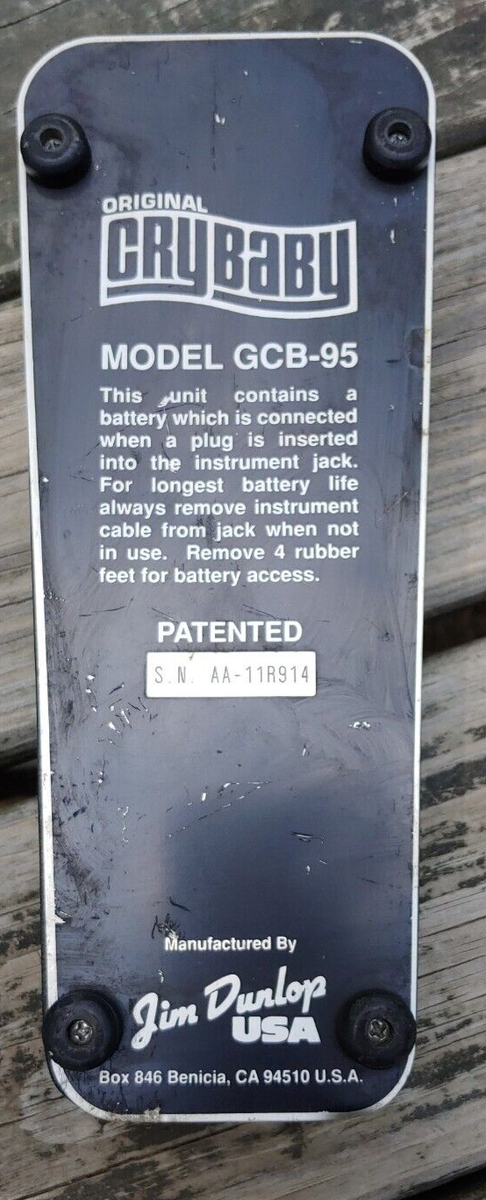 ORIGINAL
CRYBABY
MODEL GCB-95
This unit contains a
battery which is connected
when a plug is inserted
into the instrument jack.
For longest battery life
always remove instrument
cable from jack when not
in use. Remove 4 rubber
feet for battery access.
PATENTED
S.N. AA-11R914
Manufactured By
Jim Dunlop
USA
Box 846 Benicia, CA 94510 U.S.A.